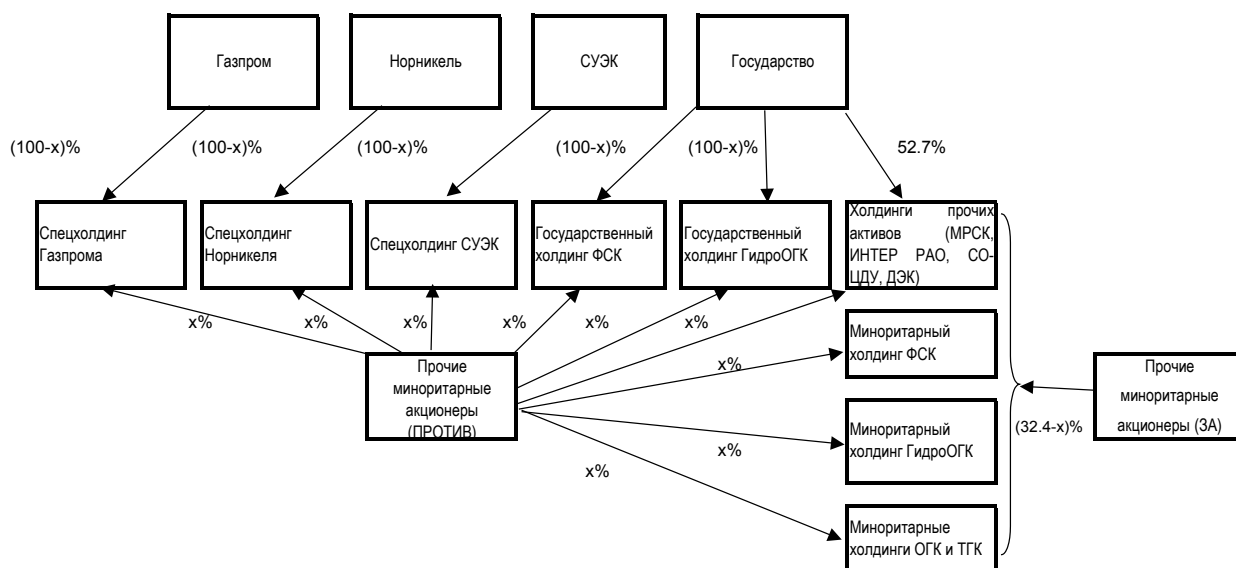 Газпром
Норникель
СУЭК
Государство
(100-x)%
(100-x)%
(100-x)%
(100-x)%
(100-x)%
52.7%
Спецхолдинг
Газпрома
Спецхолдинг
Норникеля
Спецхолдинг СУЭК
Государственный
холдинг ФСК
Государственный
холдинг ГидроОГК
Холдинги прочих
активов (МРСК,
ИНТЕР РАО, СО-
ЦДУ, ДЭК)
x%
x%
x%
x%
x%
x%
Прочие
миноритарные
акционеры
(ПРОТИВ)
x%
x%
x%
Миноритарный
холдинг ФСК
Миноритарный
холдинг ГидроОГК
Миноритарные
холдинги ОГК и ТГК
(32.4-x)%
Прочие
миноритарные
акционеры (ЗА)